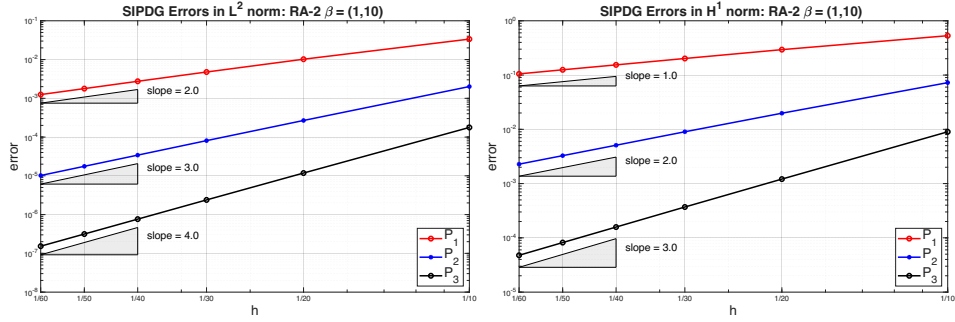 SIPDG Errors in L² norm: RA-2 β = (1,10)
10⁰
10⁻¹
10⁻²
10⁻³
10⁻⁴
10⁻⁵
10⁻⁶
10⁻⁷
10⁻⁸
error
slope = 2.0
slope = 3.0
slope = 4.0
P₁
P₂
P₃
1/60 1/50 1/40 1/30 1/20 1/10
h
SIPDG Errors in H¹ norm: RA-2 β = (1,10)
10⁰
10⁻¹
10⁻²
10⁻³
10⁻⁴
10⁻⁵
error
slope = 1.0
slope = 2.0
slope = 3.0
P₁
P₂
P₃
1/60 1/50 1/40 1/30 1/20 1/10
h